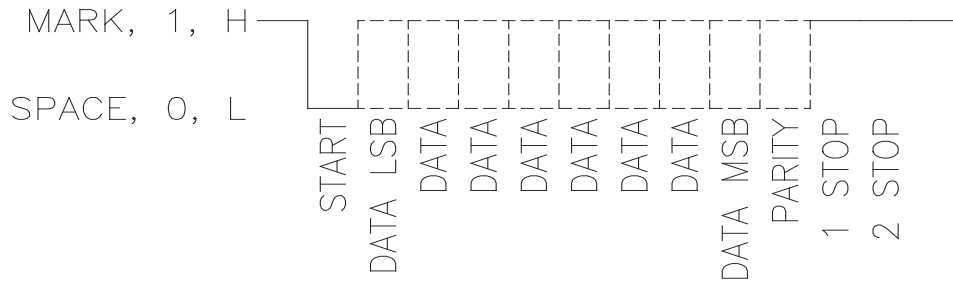 MARK, 1, H
SPACE, 0, L
START
DATA LSB
DATA
DATA
DATA
DATA
DATA
DATA
DATA MSB
PARITY
1 STOP
2 STOP